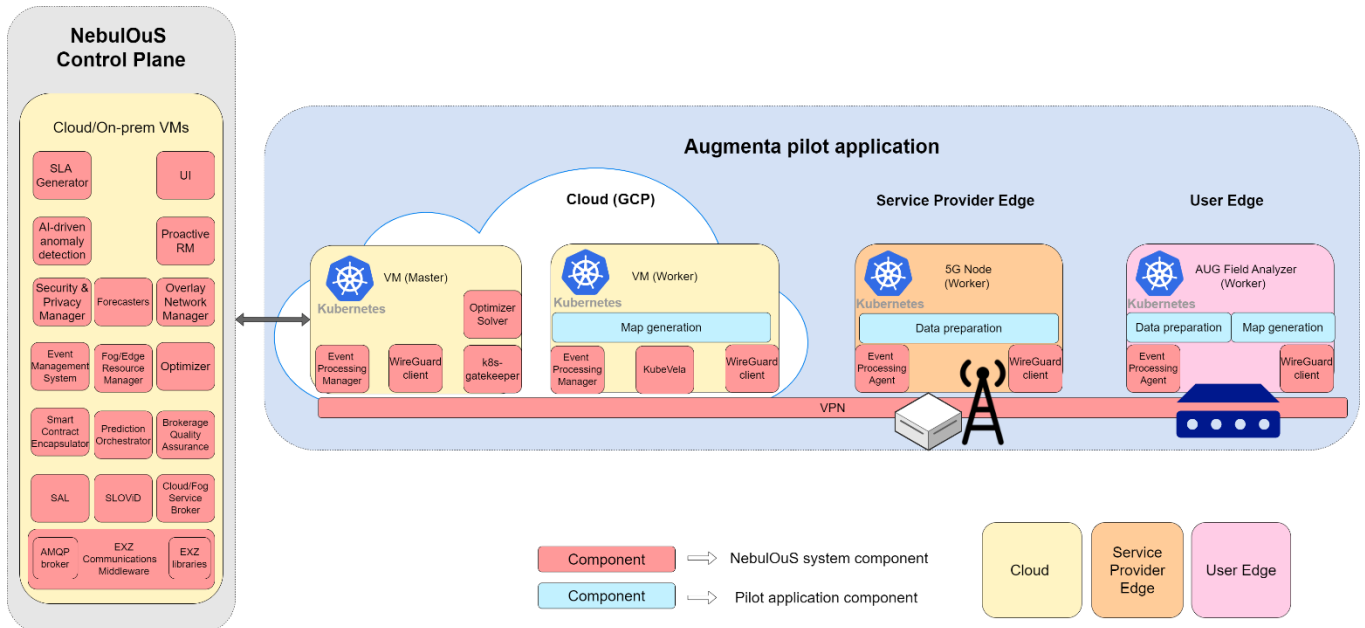 NebulOuS
Control Plane
Cloud/On-prem VMs
SLA
Generator
UI
AI-driven
anomaly
detection
Proactive
RM
Security &
Privacy
Manager
Forecasters
Overlay
Network
Manager
Event
Management
System
Fog/Edge
Resource
Manager
Optimizer
Smart
Contract
Encapsulator
Prediction
Orchestrator
Brokerage
Quality
Assurance
SAL
SLOViD
Cloud/Fog
Service
Broker
AMQP
broker
EXZ
Communications
Middleware
EXZ
libraries
Augmenta pilot application
Cloud (GCP)
Service Provider Edge
User Edge
VM (Master)
Kubernetes
Optimizer
Solver
Event
Processing
Manager
WireGuard
client
k8s-
gatekeeper
VM (Worker)
Kubernetes
Map generation
Event
Processing
Manager
KubeVela
WireGuard
client
5G Node
(Worker)
Kubernetes
Data preparation
Event
Processing
Agent
WireGuard
client
AUG Field Analyzer
(Worker)
Kubernetes
Data preparation
Map generation
Event
Processing
Agent
WireGuard
client
VPN
Component
NebulOuS system component
Component
Pilot application component
Cloud
Service
Provider
Edge
User Edge